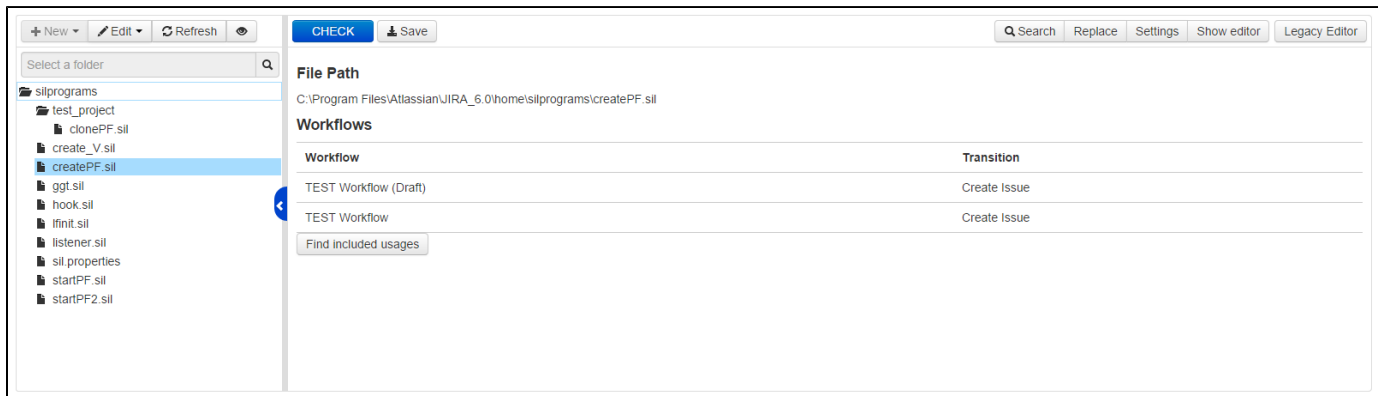 New Edit Refresh
Select a folder
silprograms
test_project
clonePF.sil
create_V.sil
createPF.sil
ggt.sil
hook.sil
lfinit.sil
listener.sil
sil.properties
startPF.sil
startPF2.sil
CHECK Save Search Replace Settings Show editor Legacy Editor
File Path
C:\Program Files\Atlassian\JIRA_6.0\home\silprograms\createPF.sil
Workflows
Workflow Transition
TEST Workflow (Draft) Create Issue
TEST Workflow Create Issue
Find included usages